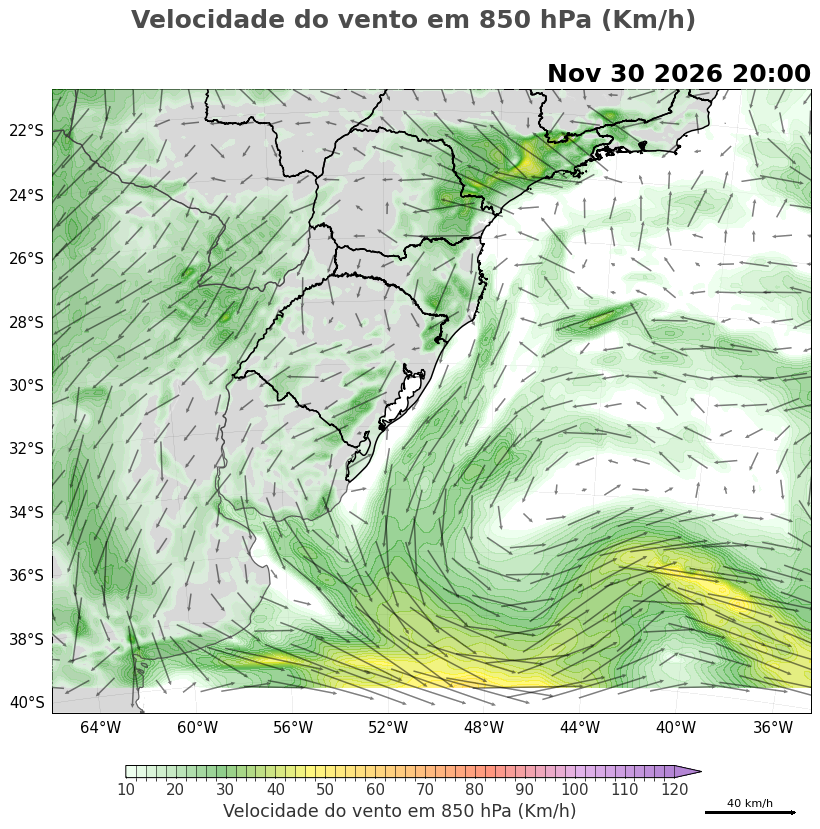 Velocidade do vento em 850 hPa (Km/h)
Nov 30 2026 20:00
22°S
24°S
26°S
28°S
30°S
32°S
34°S
36°S
38°S
40°S
64°W 60°W 56°W 52°W 48°W 44°W 40°W 36°W
10 20 30 40 50 60 70 80 90 100 110 120
Velocidade do vento em 850 hPa (Km/h)
40 km/h